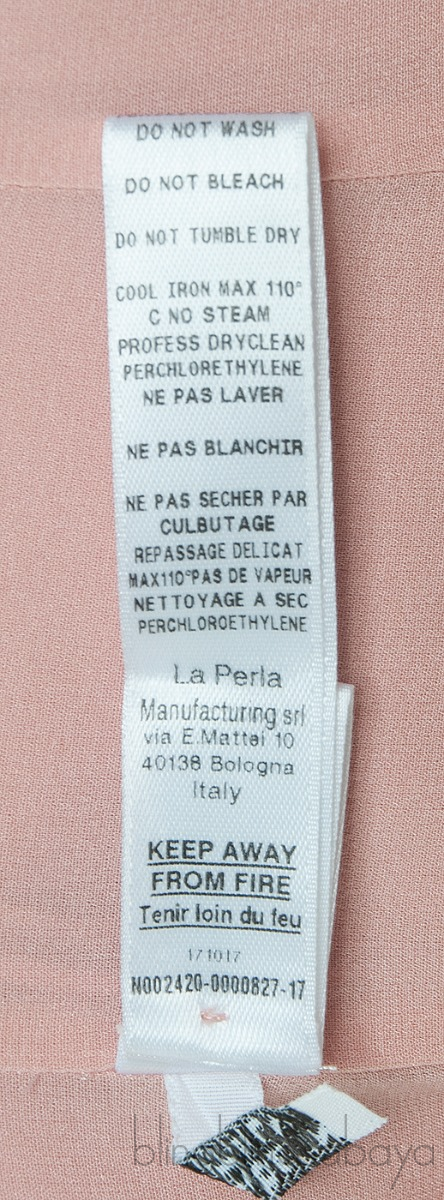 DO NOT WASH
DO NOT BLEACH
DO NOT TUMBLE DRY
COOL IRON MAX 110°
C NO STEAM
PROFESS DRYCLEAN
PERCHLORETHYLENE
NE PAS LAVER
NE PAS BLANCHIR
NE PAS SECHER PAR
CULBUTAGE
REPASSAGE DELICAT
MAX110°PAS DE VAPEUR
NETTOYAGE A SEC
PERCHLOROETHYLENE
La Perla
Manufacturing srl
via E.Mattei 10
40138 Bologna
Italy
KEEP AWAY
FROM FIRE
Tenir loin du feu
171017
N002420-0000827-17